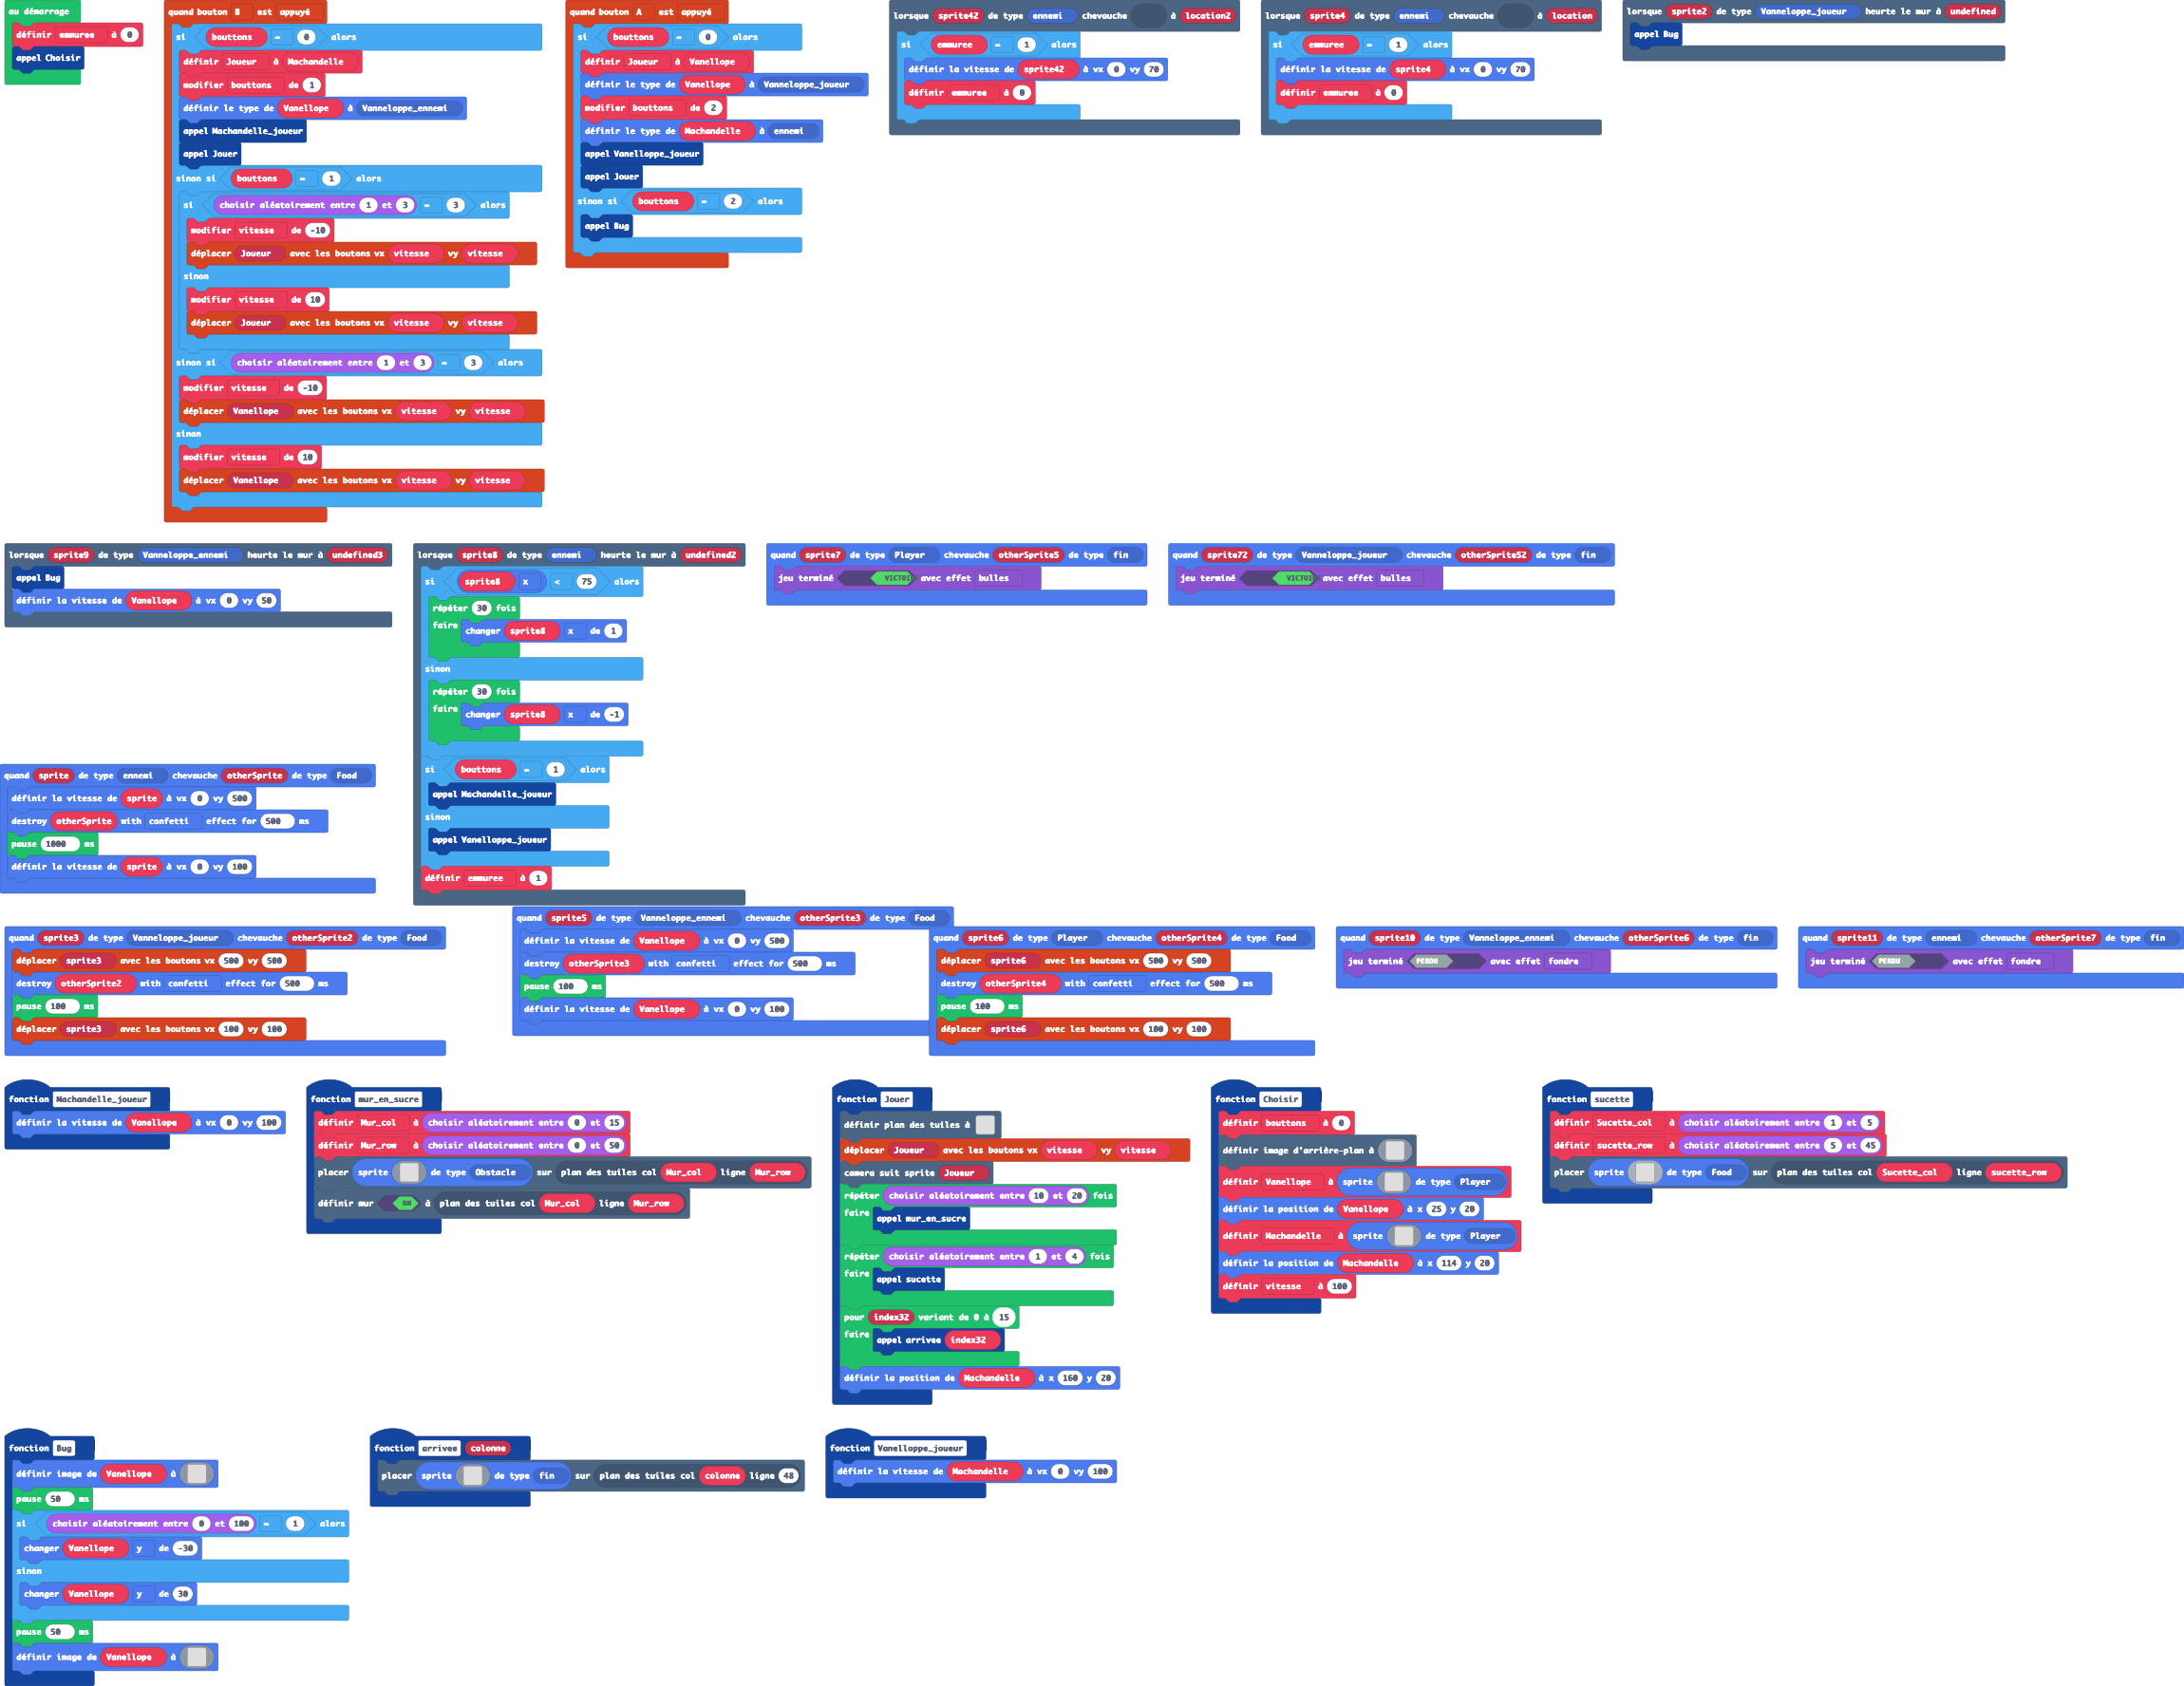 au démarrage
définir emmuree à 0
appel Choisir
quand bouton B est appuyé
si bouttons = 0 alors
définir Joueur à Machandelle
modifier bouttons de 1
définir le type de Vanellope à Vanneloppe_ennemi
appel Machandelle_joueur
appel Jouer
sinon si bouttons = 1 alors
si choisir aléatoirement entre 1 et 3 = 3 alors
modifier vitesse de -10
déplacer Joueur avec les boutons vx vitesse vy vitesse
sinon
modifier vitesse de 10
déplacer Joueur avec les boutons vx vitesse vy vitesse
sinon si choisir aléatoirement entre 1 et 3 = 3 alors
modifier vitesse de -10
déplacer Vanellope avec les boutons vx vitesse vy vitesse
sinon
modifier vitesse de 10
déplacer Vanellope avec les boutons vx vitesse vy vitesse
quand bouton A est appuyé
si bouttons = 0 alors
définir Joueur à Vanellope
définir le type de Vanellope à Vanneloppe_joueur
modifier bouttons de 2
définir le type de Machandelle à ennemi
appel Vanelloppe_joueur
appel Jouer
sinon si bouttons = 2 alors
appel Bug
lorsque sprite42 de type ennemi chevauche à location2
si emmuree = 1 alors
définir la vitesse de sprite42 à vx 0 vy 70
définir emmuree à 0
lorsque sprite4 de type ennemi chevauche à location
si emmuree = 1 alors
définir la vitesse de sprite4 à vx 0 vy 70
définir emmuree à 0
lorsque sprite2 de type Vanneloppe_joueur heurte le mur à undefined
appel Bug
lorsque sprite9 de type Vanneloppe_ennemi heurte le mur à undefined3
appel Bug
définir la vitesse de Vanellope à vx 0 vy 50
lorsque sprite8 de type ennemi heurte le mur à undefined2
si sprite8 x < 75 alors
répéter 30 fois
faire changer sprite8 x de 1
sinon
répéter 30 fois
faire changer sprite8 x de -1
si bouttons = 1 alors
appel Machandelle_joueur
sinon
appel Vanelloppe_joueur
définir emmuree à 1
quand sprite7 de type Player chevauche otherSprite5 de type fin
jeu terminé VICTOI avec effet bulles
quand sprite72 de type Vanneloppe_joueur chevauche otherSprite52 de type fin
jeu terminé VICTOI avec effet bulles
quand sprite de type ennemi chevauche otherSprite de type Food
définir la vitesse de sprite à vx 0 vy 500
destroy otherSprite with confetti effect for 500 ms
pause 1000 ms
définir la vitesse de sprite à vx 0 vy 100
quand sprite3 de type Vanneloppe_joueur chevauche otherSprite2 de type Food
déplacer sprite3 avec les boutons vx 500 vy 500
destroy otherSprite2 with confetti effect for 500 ms
pause 100 ms
déplacer sprite3 avec les boutons vx 100 vy 100
quand sprite5 de type Vanneloppe_ennemi chevauche otherSprite3 de type Food
définir la vitesse de Vanellope à vx 0 vy 500
destroy otherSprite3 with confetti effect for 500 ms
pause 100 ms
définir la vitesse de Vanellope à vx 0 vy 100
quand sprite6 de type Player chevauche otherSprite4 de type Food
déplacer sprite6 avec les boutons vx 500 vy 500
destroy otherSprite4 with confetti effect for 500 ms
pause 100 ms
déplacer sprite6 avec les boutons vx 100 vy 100
quand sprite10 de type Vanneloppe_ennemi chevauche otherSprite6 de type fin
jeu terminé PERDU avec effet fondre
quand sprite11 de type ennemi chevauche otherSprite7 de type fin
jeu terminé PERDU avec effet fondre
fonction Machandelle_joueur
définir la vitesse de Vanellope à vx 0 vy 100
fonction mur_en_sucre
définir Mur_col à choisir aléatoirement entre 0 et 15
définir Mur_row à choisir aléatoirement entre 0 et 50
placer sprite de type Obstacle sur plan des tuiles col Mur_col ligne Mur_row
définir mur ON à plan des tuiles col Mur_col ligne Mur_row
fonction Jouer
définir plan des tuiles à
déplacer Joueur avec les boutons vx vitesse vy vitesse
camera suit sprite Joueur
répéter choisir aléatoirement entre 10 et 20 fois
faire appel mur_en_sucre
répéter choisir aléatoirement entre 1 et 4 fois
faire appel sucette
pour index32 variant de 0 à 15
faire appel arrivee index32
définir la position de Machandelle à x 160 y 20
fonction Choisir
définir bouttons à 0
définir image d'arrière-plan à
définir Vanellope à sprite de type Player
définir la position de Vanellope à x 25 y 20
définir Machandelle à sprite de type Player
définir la position de Machandelle à x 114 y 20
définir vitesse à 100
fonction sucette
définir Sucette_col à choisir aléatoirement entre 1 et 5
définir sucette_row à choisir aléatoirement entre 5 et 45
placer sprite de type Food sur plan des tuiles col Sucette_col ligne sucette_row
fonction Bug
définir image de Vanellope à
pause 50 ms
si choisir aléatoirement entre 0 et 100 = 1 alors
changer Vanellope y de -30
sinon
changer Vanellope y de 30
pause 50 ms
définir image de Vanellope à
fonction arrivee colonne
placer sprite de type fin sur plan des tuiles col colonne ligne 48
fonction Vanelloppe_joueur
définir la vitesse de Machandelle à vx 0 vy 100